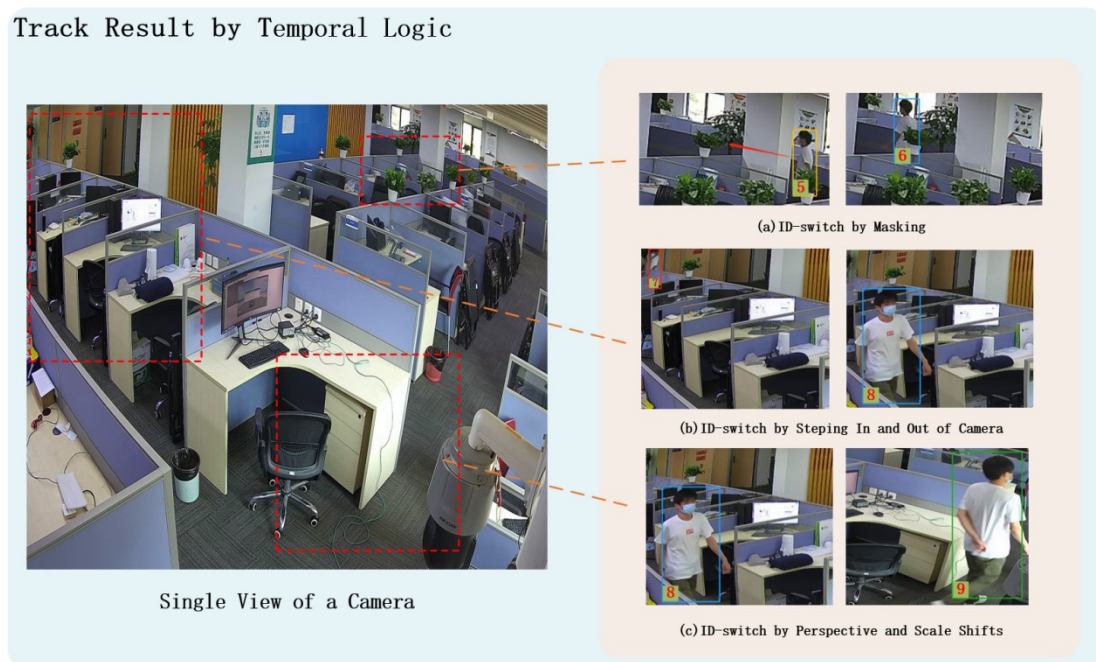 Track Result by Temporal Logic
5
6
(a)ID-switch by Masking
7
8
(b)ID-switch by Steping In and Out of Camera
8
9
(c)ID-switch by Perspective and Scale Shifts
Single View of a Camera